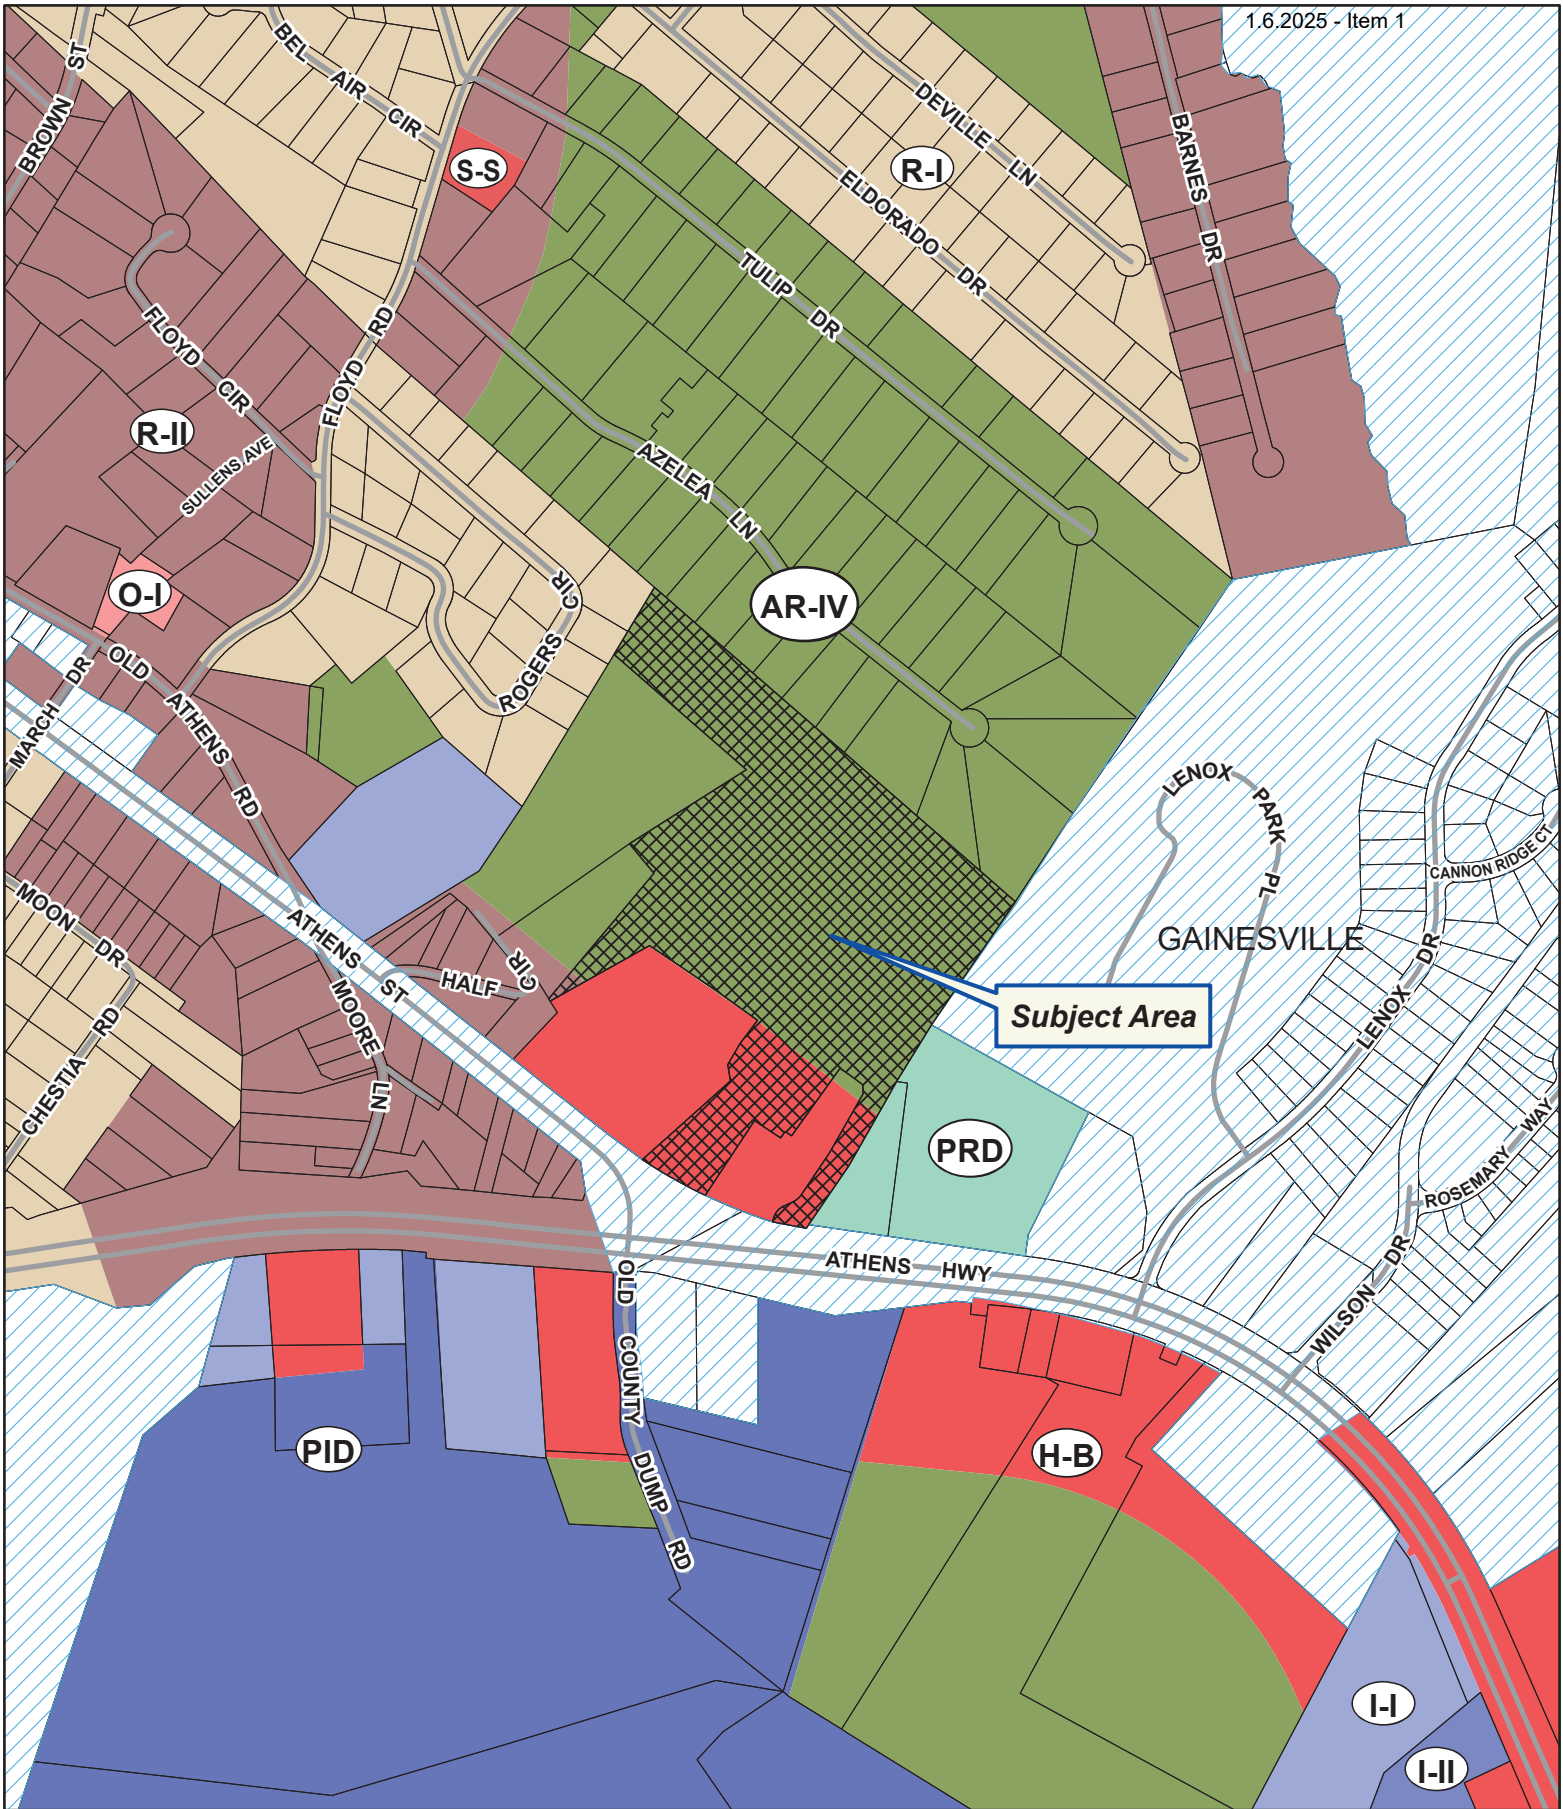 1.6.2025 - Item 1
BROWN ST
BEL AIR CIR
S-S
DEVILLE LN
R-I
BARNES DR
ELDORADO DR
TULIP DR
FLOYD CIR
FLOYD RD
R-II
SULLENS AVE
AZELEA LN
O-I
AR-IV
ROGERS CIR
MARCH DR
OLD ATHENS RD
LENOX PARK PL
CANNON RIDGE CT
MOON DR
ATHENS ST
HALF CIR
GAINESVILLE
LENOX DR
Subject Area
MOORE LN
CHESTIA RD
PRD
ROSEMARY WAY
WILSON DR
ATHENS HWY
OLD COUNTY DUMP RD
PID
H-B
I-I
I-II